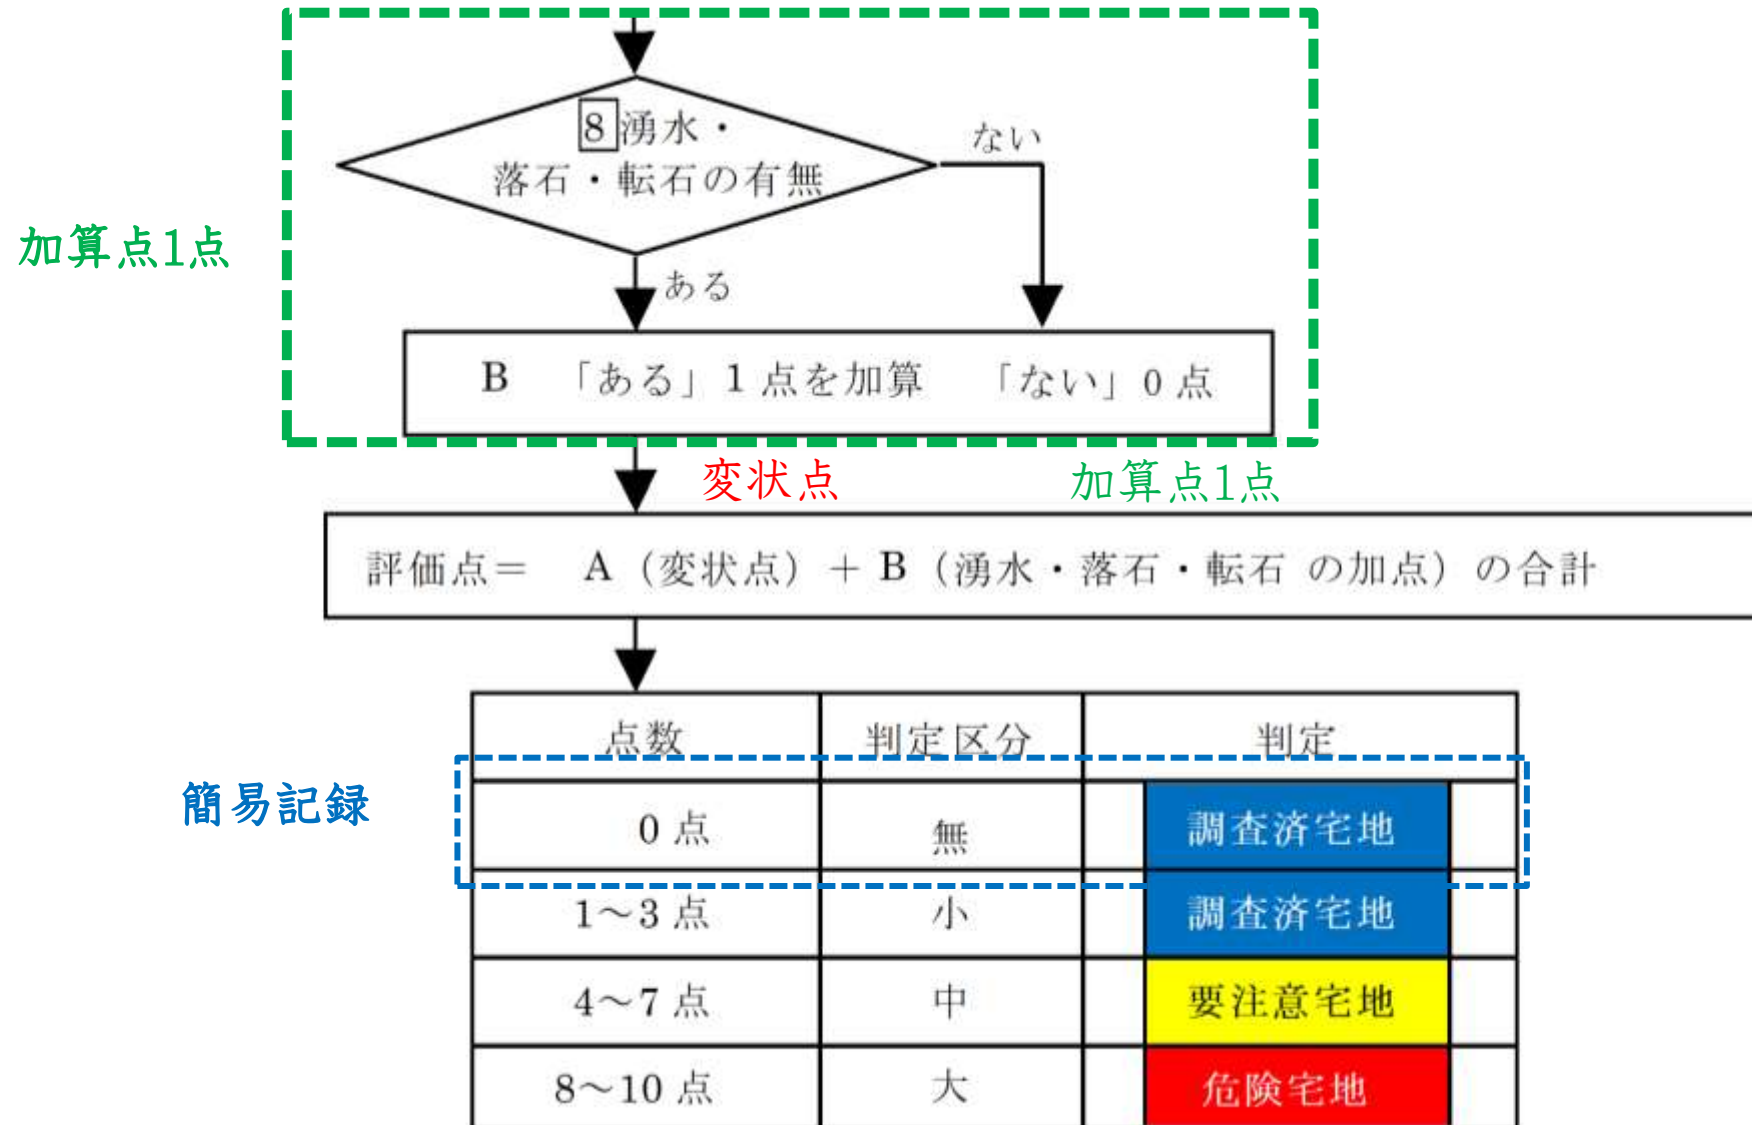 8 湧水・
落石・転石の有無
ない
加算点1点
ある
B 「ある」1点を加算 「ない」0点
変状点 加算点1点
評価点＝ A（変状点）＋B（湧水・落石・転石 の加点）の合計
点数 判定区分 判定
簡易記録
0点 無 調査済宅地
1～3点 小 調査済宅地
4～7点 中 要注意宅地
8～10点 大 危険宅地